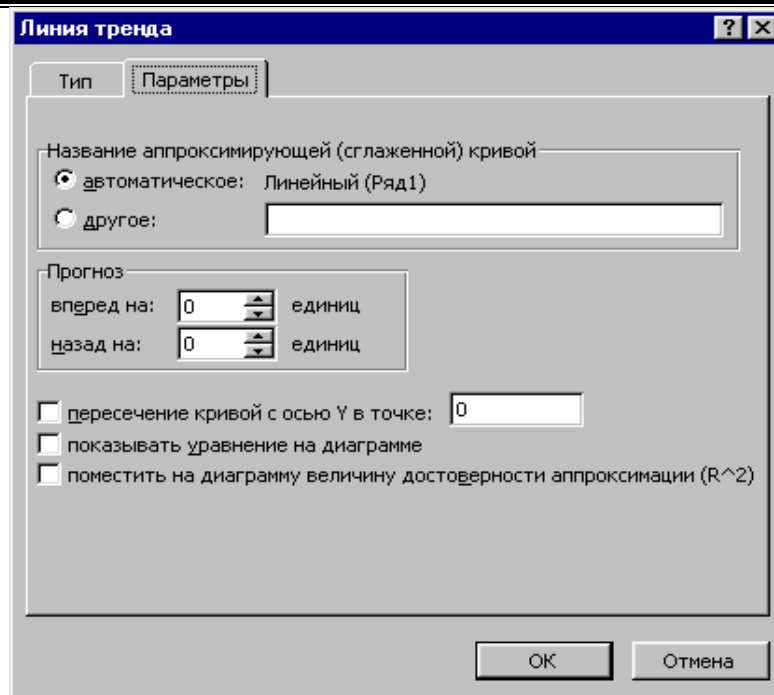 Линия тренда
?
Тип Параметры
Название аппроксимирующей (сглаженной) кривой
автоматическое: Линейный (Ряд1)
другое:
Прогноз
вперед на: 0 единиц
назад на: 0 единиц
пересечение кривой с осью Y в точке: 0
показывать уравнение на диаграмме
поместить на диаграмму величину достоверности аппроксимации (R^2)
ОК Отмена